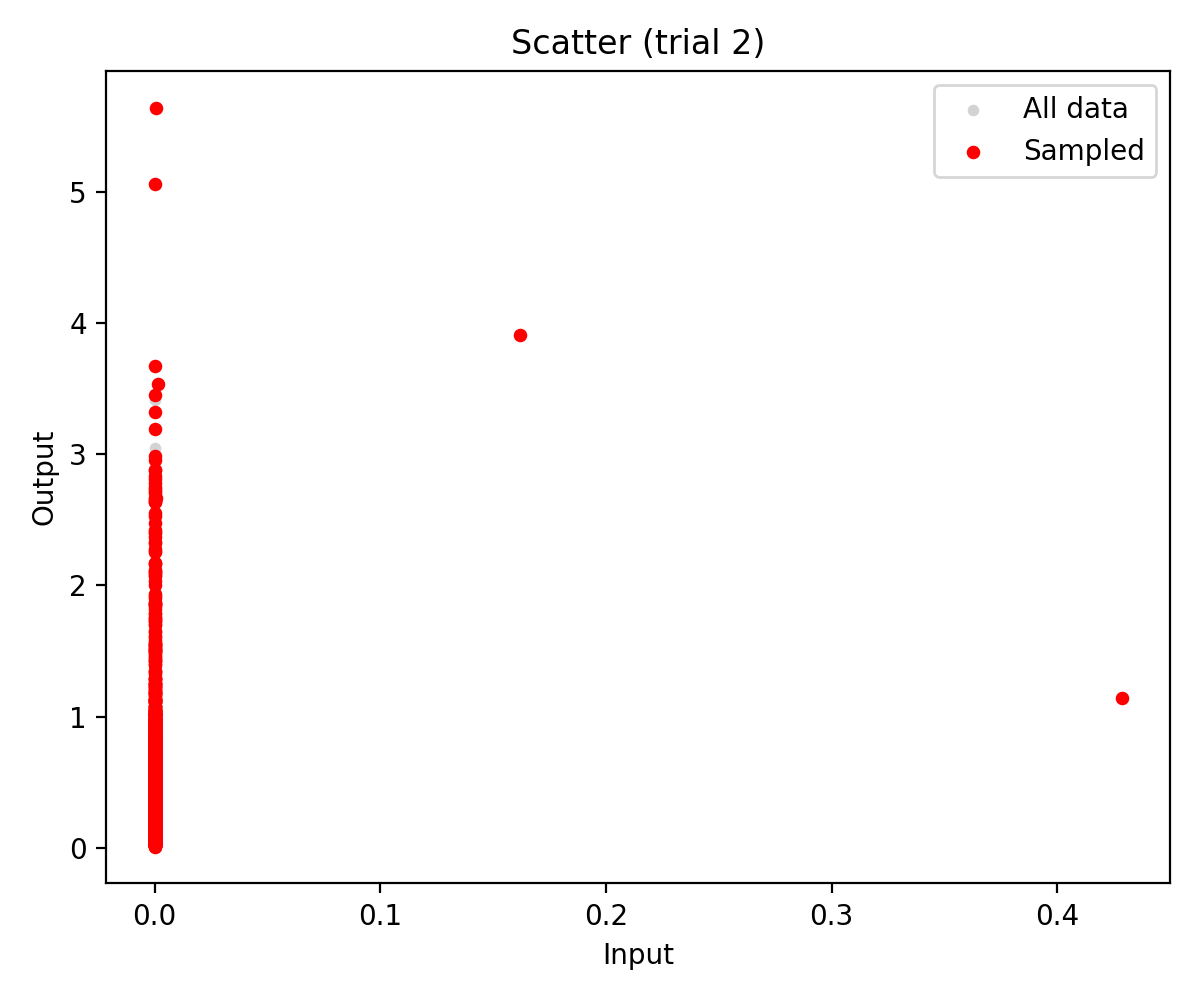 Scatter (trial 2)
All data
Sampled
5
4
3
2
1
0
Output
0.0 0.1 0.2 0.3 0.4
Input